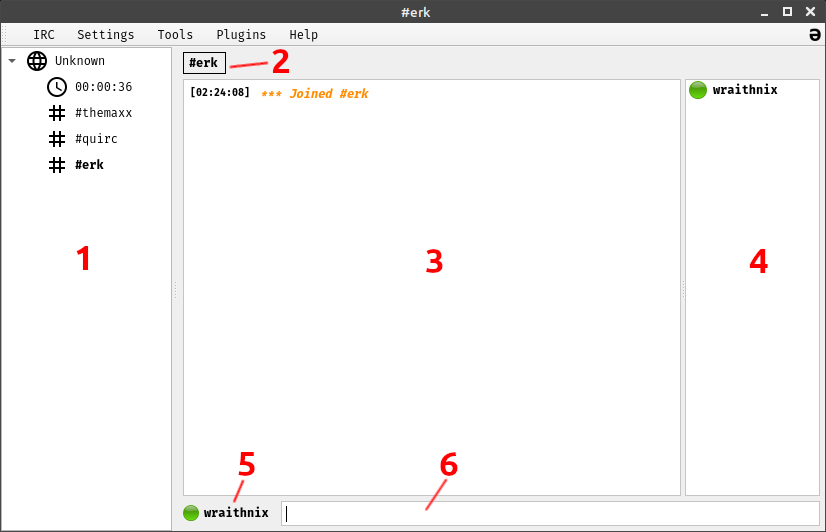 #erk
IRC Settings Tools Plugins Help ə
Unknown
00:00:36
#themaxx
#quirc
#erk
1
#erk 2
[02:24:08] *** Joined #erk
3
wraithnix
4
5
wraithnix
6